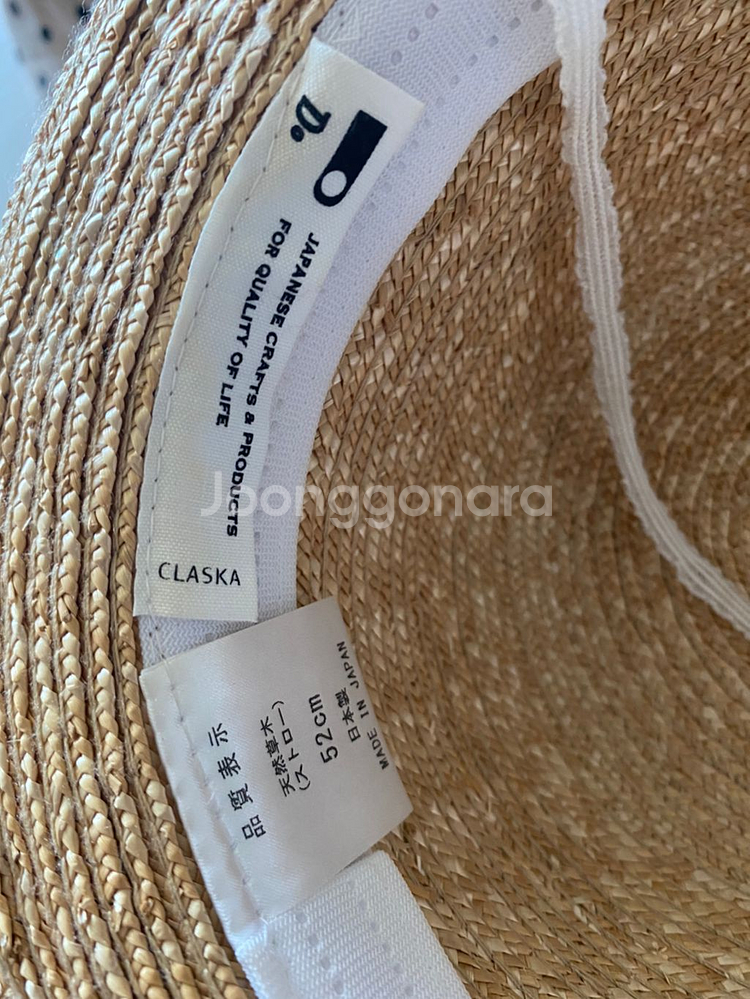 Do
JAPANESE CRAFTS & PRODUCTS
FOR QUALITY OF LIFE
CLASKA
品質表示
天然草木
(ストロー)
52cm
日本製
MADE IN JAPAN
Joonggonara